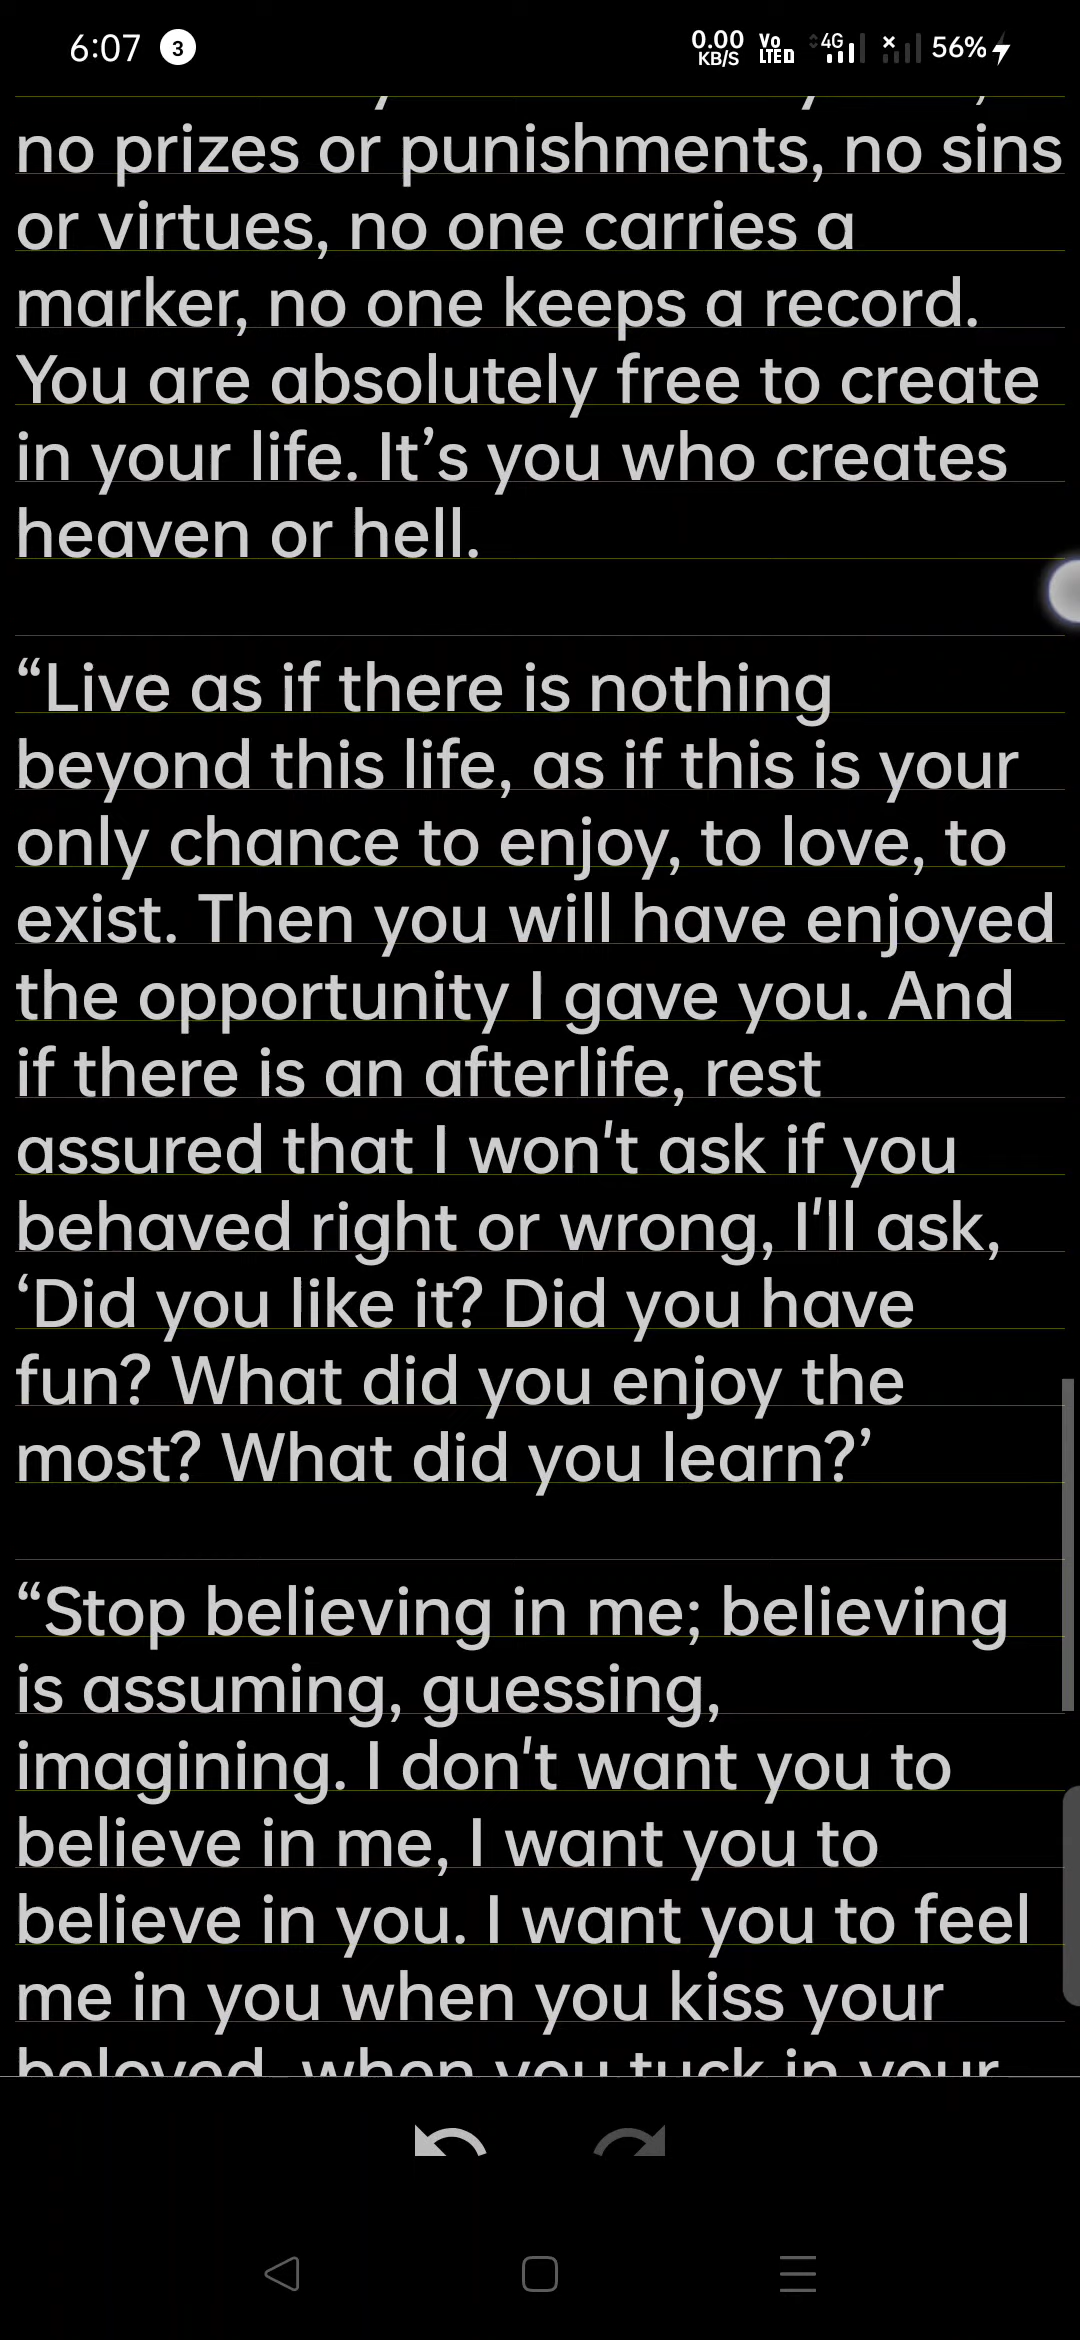 6:07 3 0.00 KB/S Vo LTE 4G 56%
no prizes or punishments, no sins
or virtues, no one carries a
marker, no one keeps a record.
You are absolutely free to create
in your life. It’s you who creates
heaven or hell.
“Live as if there is nothing
beyond this life, as if this is your
only chance to enjoy, to love, to
exist. Then you will have enjoyed
the opportunity I gave you. And
if there is an afterlife, rest
assured that I won't ask if you
behaved right or wrong, I'll ask,
‘Did you like it? Did you have
fun? What did you enjoy the
most? What did you learn?’
“Stop believing in me; believing
is assuming, guessing,
imagining. I don't want you to
believe in me, I want you to
believe in you. I want you to feel
me in you when you kiss your
beloved, when you tuck in your